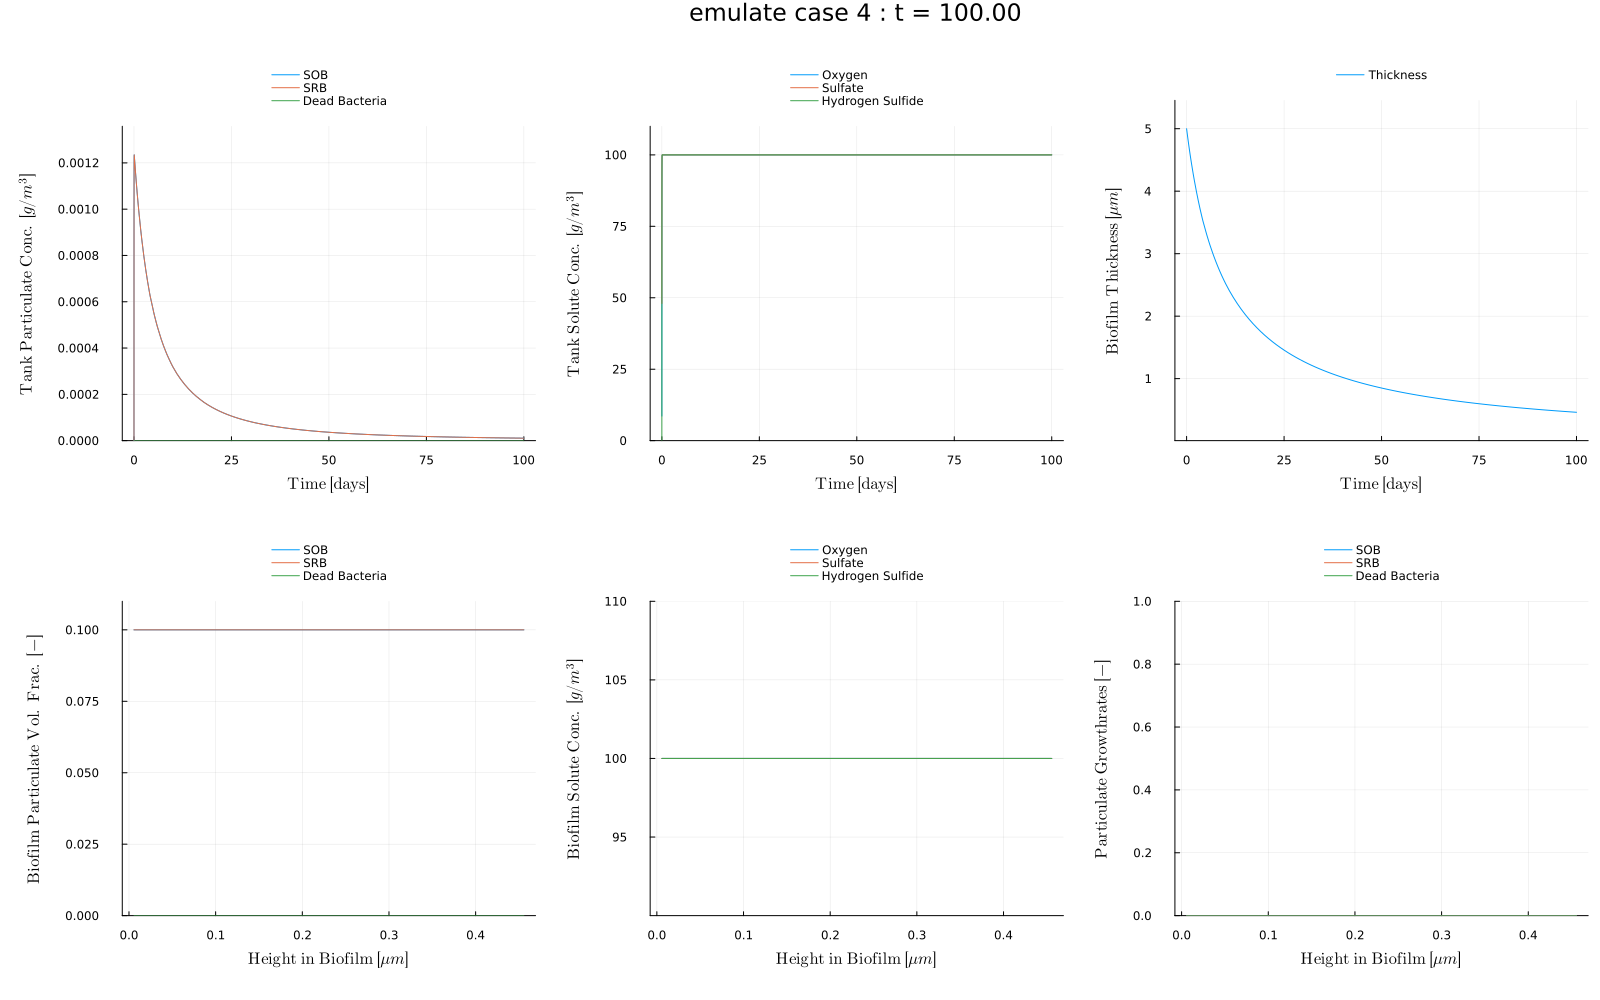 emulate case 4 : t = 100.00
SOB
SRB
Dead Bacteria
Tank Particulate Conc. [g/m³]
0.0012
0.0010
0.0008
0.0006
0.0004
0.0002
0.0000
0 25 50 75 100
Time [days]
Oxygen
Sulfate
Hydrogen Sulfide
Tank Solute Conc. [g/m³]
100
75
50
25
0
0 25 50 75 100
Time [days]
Thickness
Biofilm Thickness [μm]
5
4
3
2
1
0 25 50 75 100
Time [days]
SOB
SRB
Dead Bacteria
Biofilm Particulate Vol. Frac. [−]
0.100
0.075
0.050
0.025
0.000
0.0 0.1 0.2 0.3 0.4
Height in Biofilm [μm]
Oxygen
Sulfate
Hydrogen Sulfide
Biofilm Solute Conc. [g/m³]
110
105
100
95
0.0 0.1 0.2 0.3 0.4
Height in Biofilm [μm]
SOB
SRB
Dead Bacteria
Particulate Growthrates [−]
1.0
0.8
0.6
0.4
0.2
0.0
0.0 0.1 0.2 0.3 0.4
Height in Biofilm [μm]